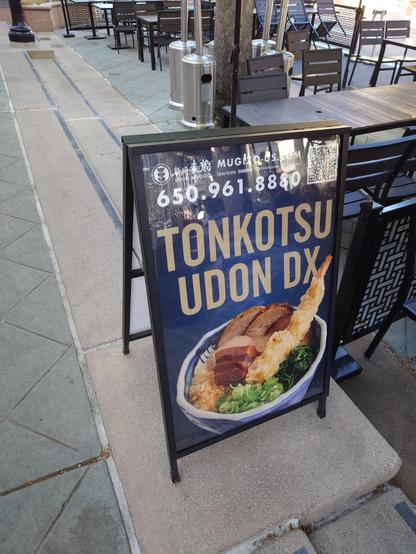 MUGIZO-US.COM
650.961.8880
TONKOTSU
UDON DX